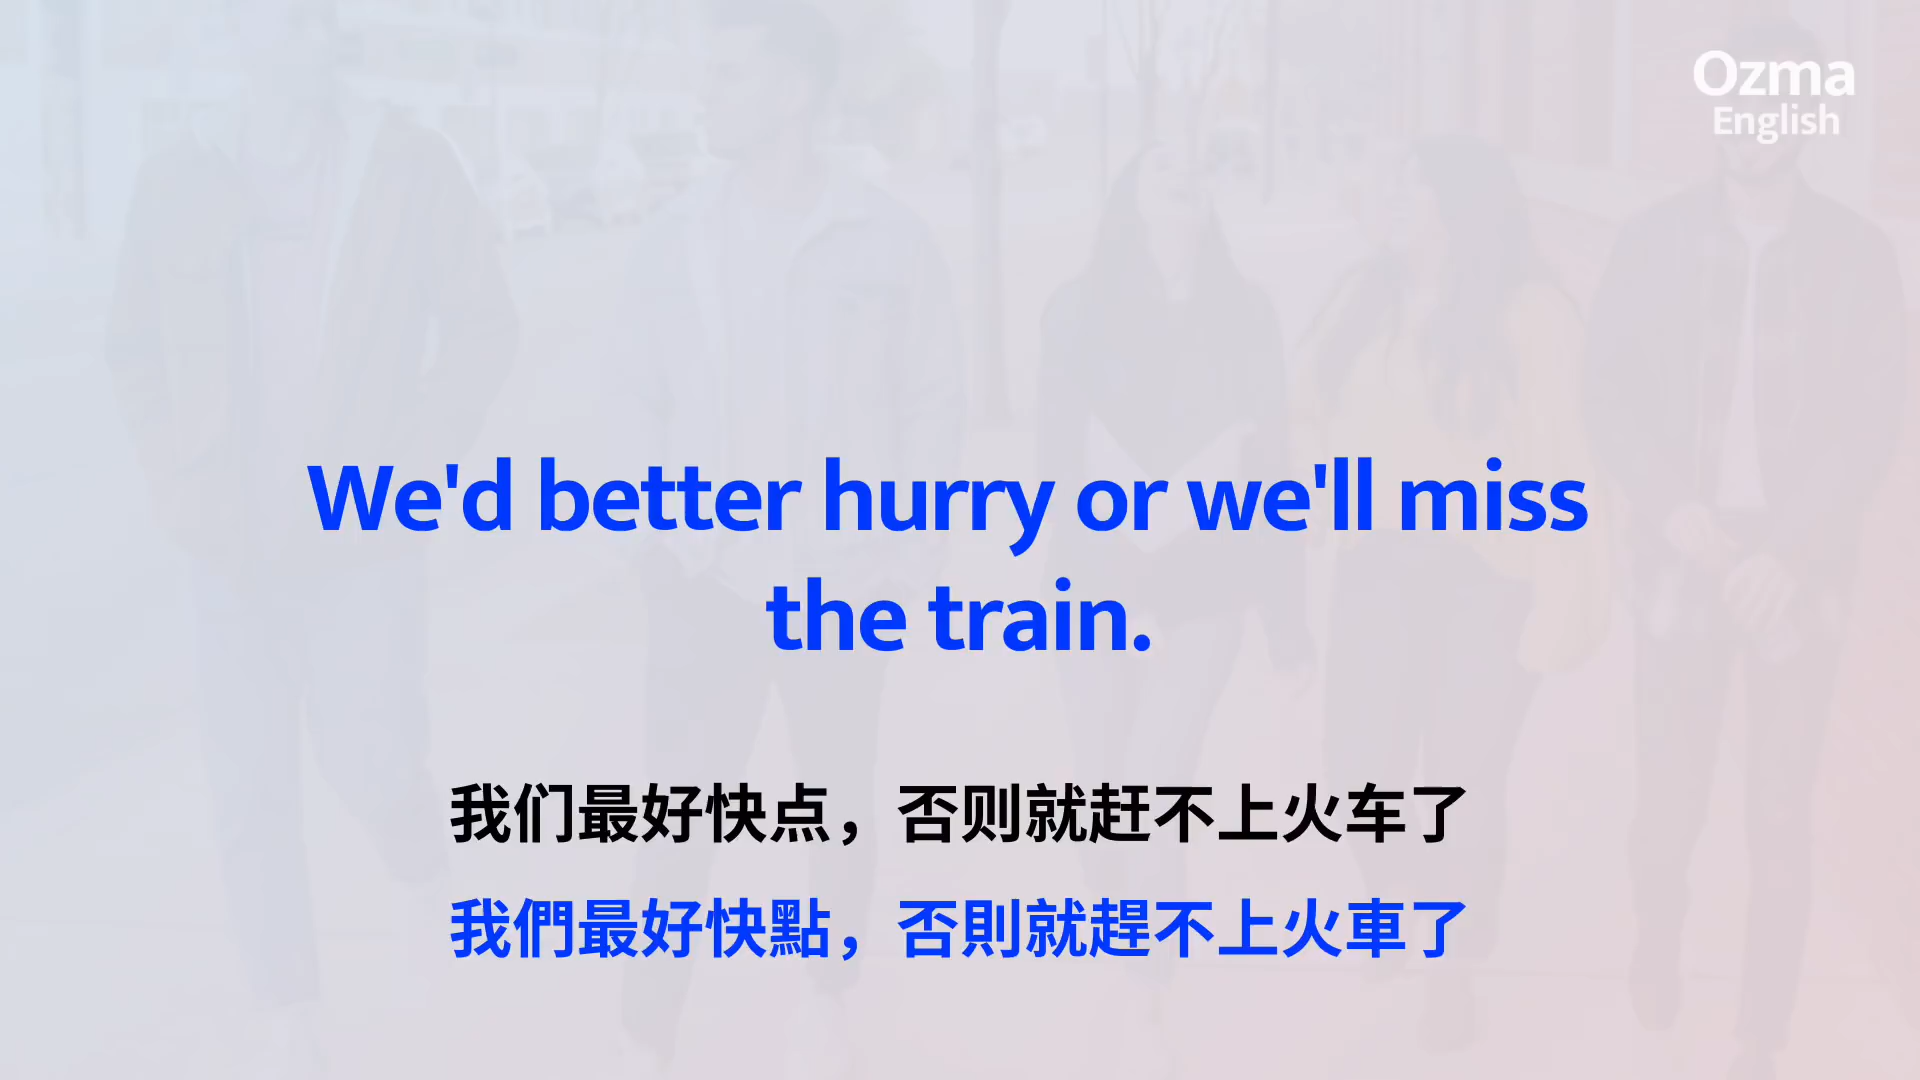 Ozma
English
We'd better hurry or we'll miss
the train.
我们最好快点，否则就赶不上火车了
我們最好快點，否則就趕不上火車了